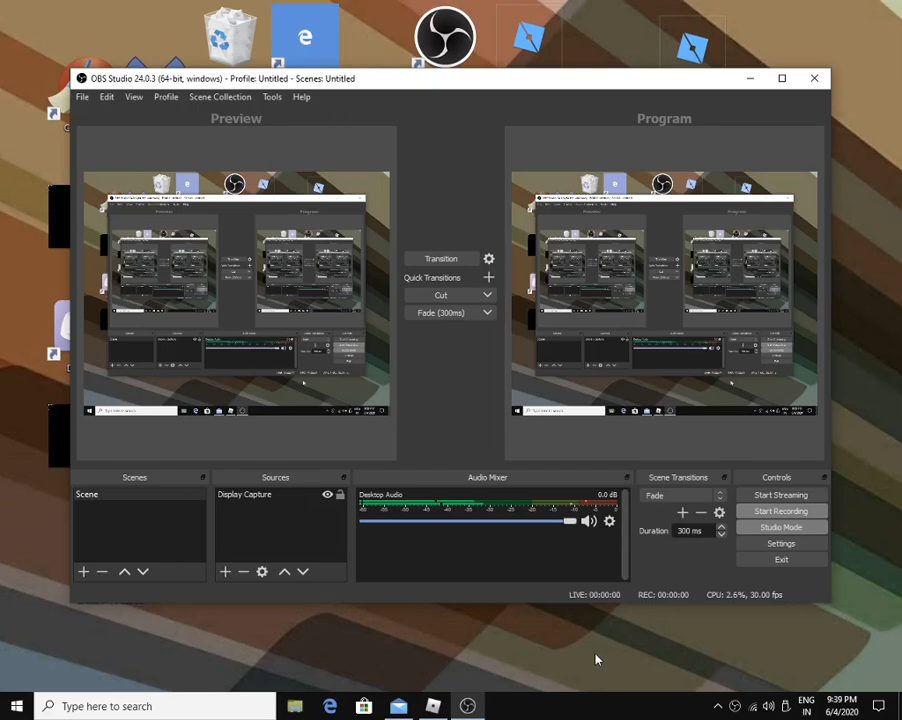 OBS Studio 24.0.3 (64-bit, windows) - Profile: Untitled - Scenes: Untitled
File Edit View Profile Scene Collection Tools Help
Preview
Program
Transition
Quick Transitions
Cut
Fade (300ms)
Scenes
Sources
Audio Mixer
Scene Transitions
Controls
Scene
Display Capture
Desktop Audio
0.0 dB
Fade
Start Streaming
Start Recording
Duration 300 ms
Studio Mode
Settings
Exit
LIVE: 00:00:00
REC: 00:00:00
CPU: 2.6%, 30.00 fps
Type here to search
ENG
IN
9:39 PM
6/4/2020